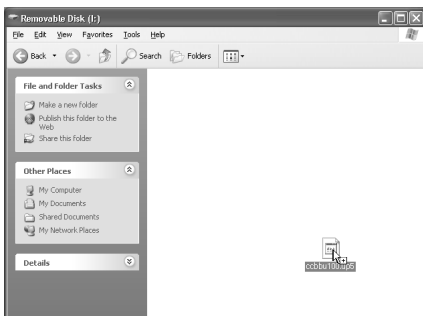 Removable Disk (I:)
File Edit View Favorites Tools Help
Back Search Folders
File and Folder Tasks
Make a new folder
Publish this folder to the
Web
Share this folder
Other Places
My Computer
My Documents
Shared Documents
My Network Places
Details
ccbbu100.up5